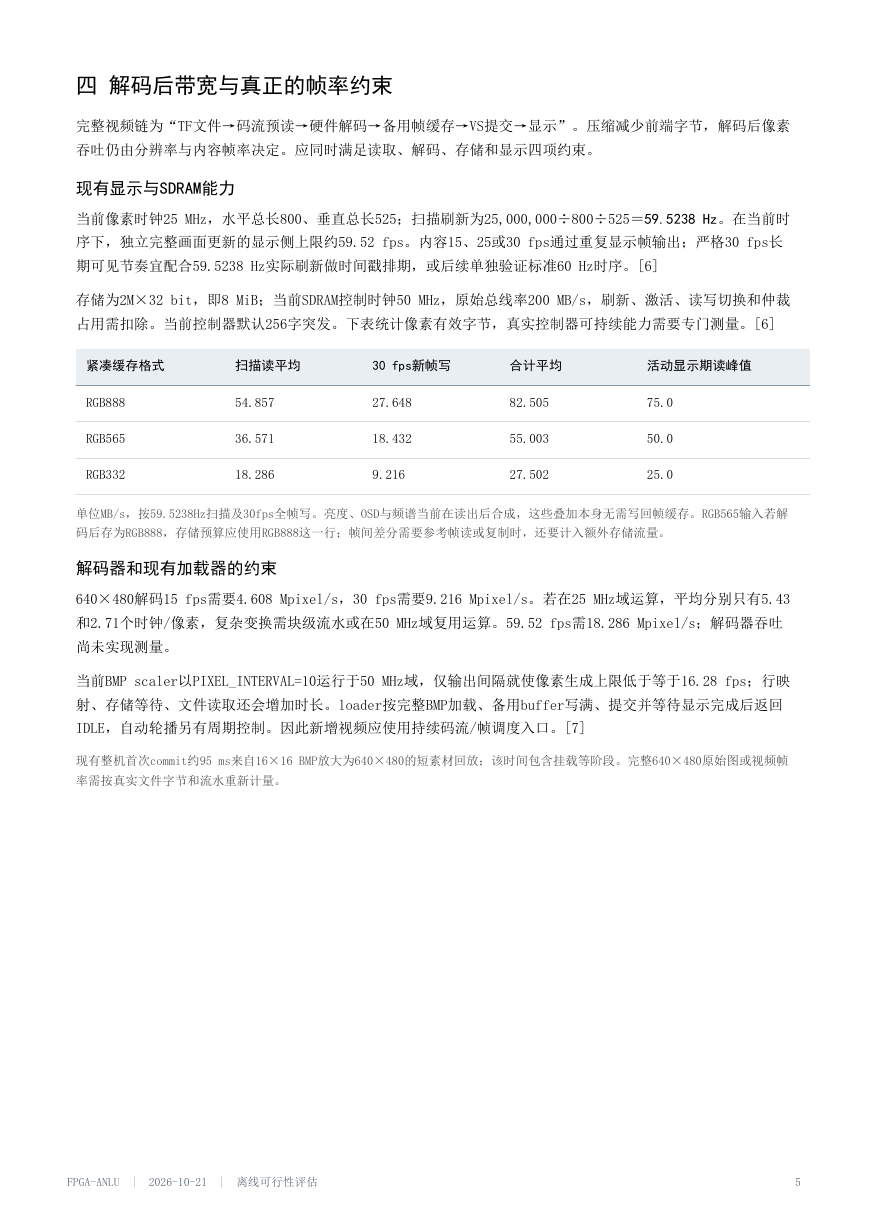 四 解码后带宽与真正的帧率约束
完整视频链为“TF文件→码流预读→硬件解码→备用帧缓存→VS提交→显示”。压缩减少前端字节，解码后像素
吞吐仍由分辨率与内容帧率决定。应同时满足读取、解码、存储和显示四项约束。
现有显示与SDRAM能力
当前像素时钟25 MHz，水平总长800、垂直总长525；扫描刷新为25,000,000÷800÷525＝59.5238 Hz。在当前时
序下，独立完整画面更新的显示侧上限约59.52 fps。内容15、25或30 fps通过重复显示帧输出；严格30 fps长
期可见节奏宜配合59.5238 Hz实际刷新做时间戳排期，或后续单独验证标准60 Hz时序。[6]
存储为2M×32 bit，即8 MiB；当前SDRAM控制时钟50 MHz，原始总线率200 MB/s，刷新、激活、读写切换和仲裁
占用需扣除。当前控制器默认256字突发。下表统计像素有效字节，真实控制器可持续能力需要专门测量。[6]
紧凑缓存格式 扫描读平均 30 fps新帧写 合计平均 活动显示期读峰值
RGB888 54.857 27.648 82.505 75.0
RGB565 36.571 18.432 55.003 50.0
RGB332 18.286 9.216 27.502 25.0
单位MB/s，按59.5238Hz扫描及30fps全帧写。亮度、OSD与频谱当前在读出后合成，这些叠加本身无需写回帧缓存。RGB565输入若解
码后存为RGB888，存储预算应使用RGB888这一行；帧间差分需要参考帧读或复制时，还要计入额外存储流量。
解码器和现有加载器的约束
640×480解码15 fps需要4.608 Mpixel/s，30 fps需要9.216 Mpixel/s。若在25 MHz域运算，平均分别只有5.43
和2.71个时钟/像素，复杂变换需块级流水或在50 MHz域复用运算。59.52 fps需18.286 Mpixel/s；解码器吞吐
尚未实现测量。
当前BMP scaler以PIXEL_INTERVAL=10运行于50 MHz域，仅输出间隔就使像素生成上限低于等于16.28 fps；行映
射、存储等待、文件读取还会增加时长。loader按完整BMP加载、备用buffer写满、提交并等待显示完成后返回
IDLE，自动轮播另有周期控制。因此新增视频应使用持续码流/帧调度入口。[7]
现有整机首次commit约95 ms来自16×16 BMP放大为640×480的短素材回放；该时间包含挂载等阶段。完整640×480原始图或视频帧
率需按真实文件字节和流水重新计量。
FPGA-ANLU | 2026-10-21 | 离线可行性评估 5